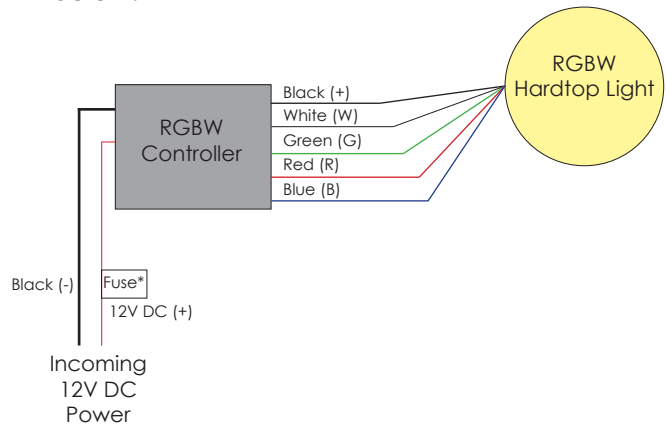 RGBW
Hardtop Light
Black (+)
White (W)
Green (G)
Red (R)
Blue (B)
RGBW
Controller
Black (-)
Fuse*
12V DC (+)
Incoming
12V DC
Power